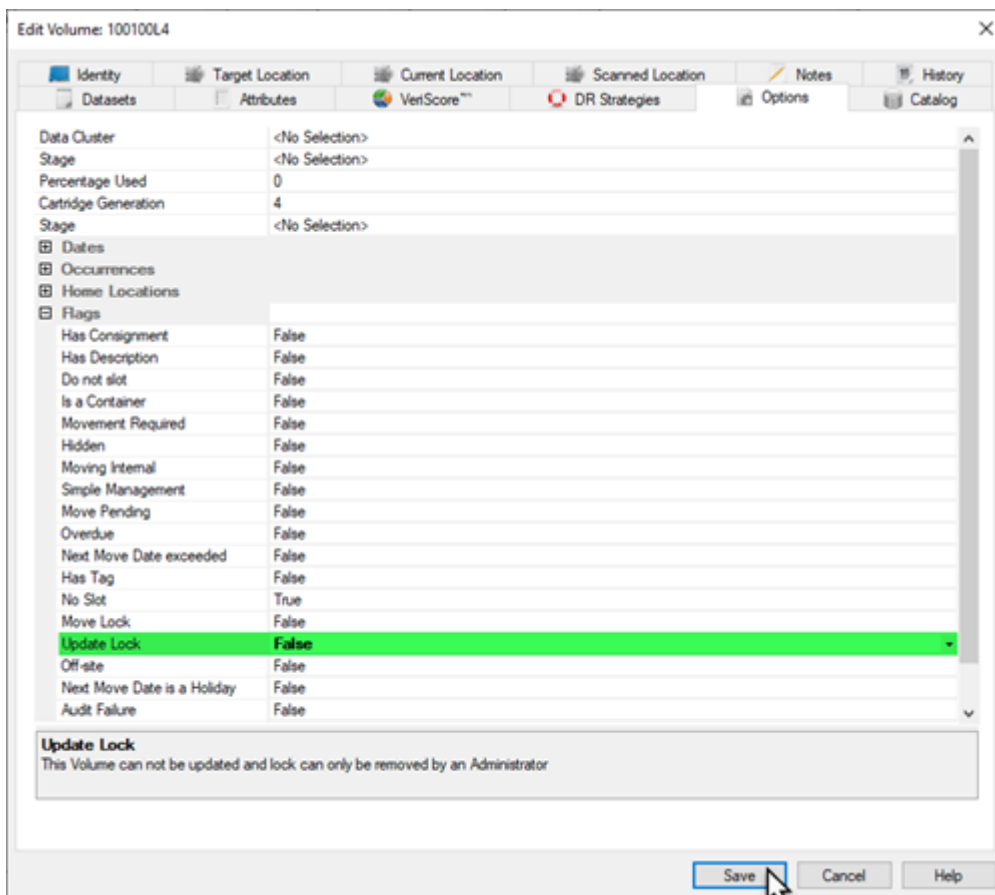 Edit Volume: 100100L4
Identity Target Location Current Location Scanned Location Notes History
Datasets Attributes VeriScore™ DR Strategies Options Catalog
Data Cluster <No Selection>
Stage <No Selection>
Percentage Used 0
Cartridge Generation 4
Stage <No Selection>
Dates
Occurrences
Home Locations
Flags
Has Consignment False
Has Description False
Do not slot False
Is a Container False
Movement Required False
Hidden False
Moving Internal False
Simple Management False
Move Pending False
Overdue False
Next Move Date exceeded False
Has Tag False
No Slot True
Move Lock False
Update Lock False
Off-site False
Next Move Date is a Holiday False
Audit Failure False
Update Lock
This Volume can not be updated and lock can only be removed by an Administrator
Save Cancel Help